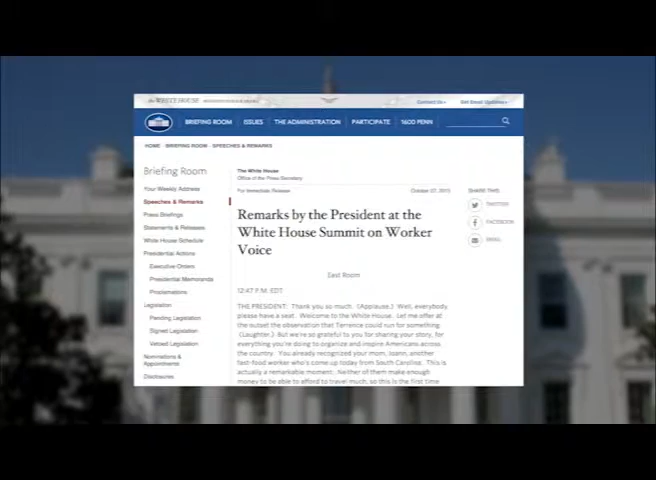 the WHITE HOUSE
Contact Us
Get Email Updates
BRIEFING ROOM
ISSUES
THE ADMINISTRATION
PARTICIPATE
1600 PENN
HOME · BRIEFING ROOM · SPEECHES & REMARKS
Briefing Room
Your Weekly Address
Speeches & Remarks
Press Briefings
Statements & Releases
White House Schedule
Presidential Actions
Executive Orders
Presidential Memoranda
Proclamations
Legislation
Pending Legislation
Signed Legislation
Vetoed Legislation
Nominations &
Appointments
Disclosures
The White House
Office of the Press Secretary
For Immediate Release
October 07, 2015
Remarks by the President at the
White House Summit on Worker
Voice
East Room
12:47 P.M. EDT
THE PRESIDENT: Thank you so much. (Applause.) Well, everybody,
please have a seat. Welcome to the White House. Let me offer at
the outset the observation that Terrence could run for something.
(Laughter.) But we're so grateful to you for sharing your story, for
everything you're doing to organize and inspire Americans across
the country. You already recognized your mom, Joann, another
fast-food worker who's come up today from South Carolina. This is
actually a remarkable moment. Neither of them make enough
money to be able to afford to travel much, so this is the first time
SHARE THIS:
TWITTER
FACEBOOK
EMAIL